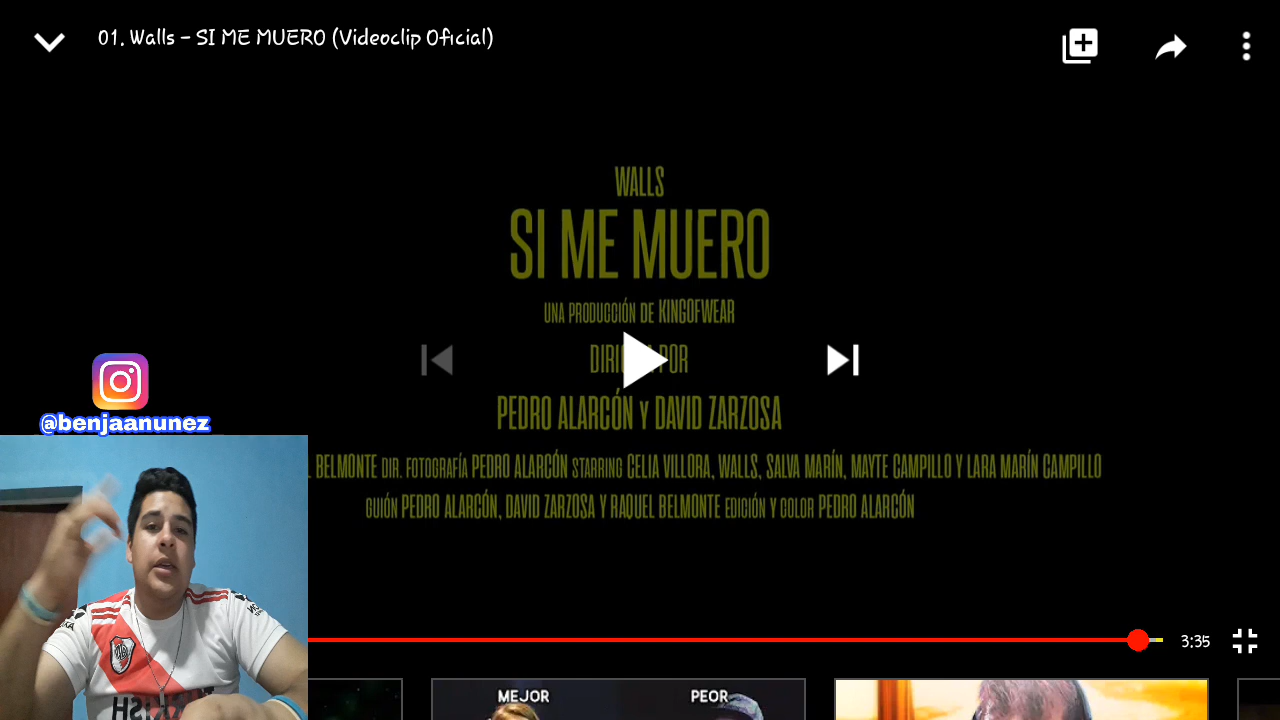 01. Walls - SI ME MUERO (Videoclip Oficial)
WALLS
SI ME MUERO
UNA PRODUCCIÓN DE KINGOFWEAR
POR
PEDRO ALARCÓN Y DAVID ZARZOSA
BELMONTE DIR. FOTOGRAFÍA PEDRO ALARCÓN STARRING CELIA VILLORA, WALLS, SALVA MARÍN, MAYTE CAMPILLO Y LARA MARÍN CAMPILLO
GUIÓN PEDRO ALARCÓN, DAVID ZARZOSA Y RAQUEL BELMONTE EDICIÓN Y COLOR PEDRO ALARCÓN
@benjaanunez
3:35
MEJOR
PEOR